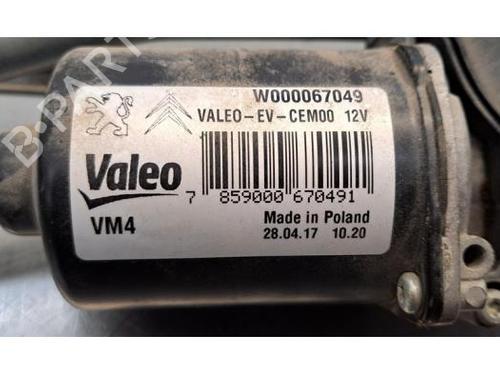 W000067049
VALEO-EV-CEM00 12V
Valeo
7 859000 670491
VM4
Made in Poland
28.04.17 10.20
B-PARTS